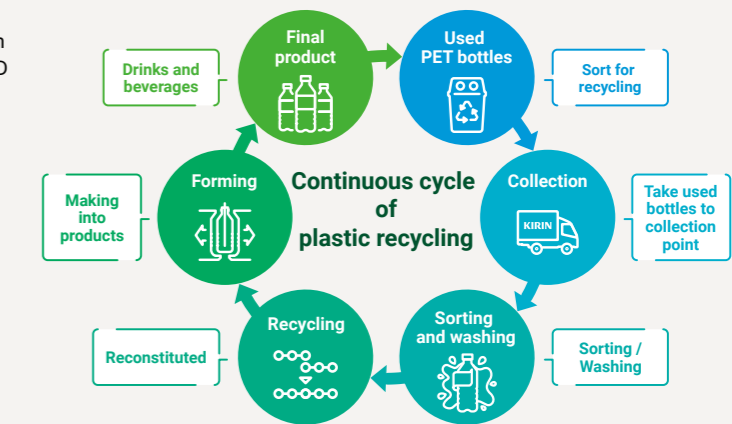 Final
product
Drinks and
beverages
Used
PET bottles
Sort for
recycling
Forming
Making
into
products
Continuous cycle
of
plastic recycling
Collection
KIRIN
Take used
bottles to
collection
point
Recycling
Reconstituted
Sorting
and washing
Sorting /
Washing